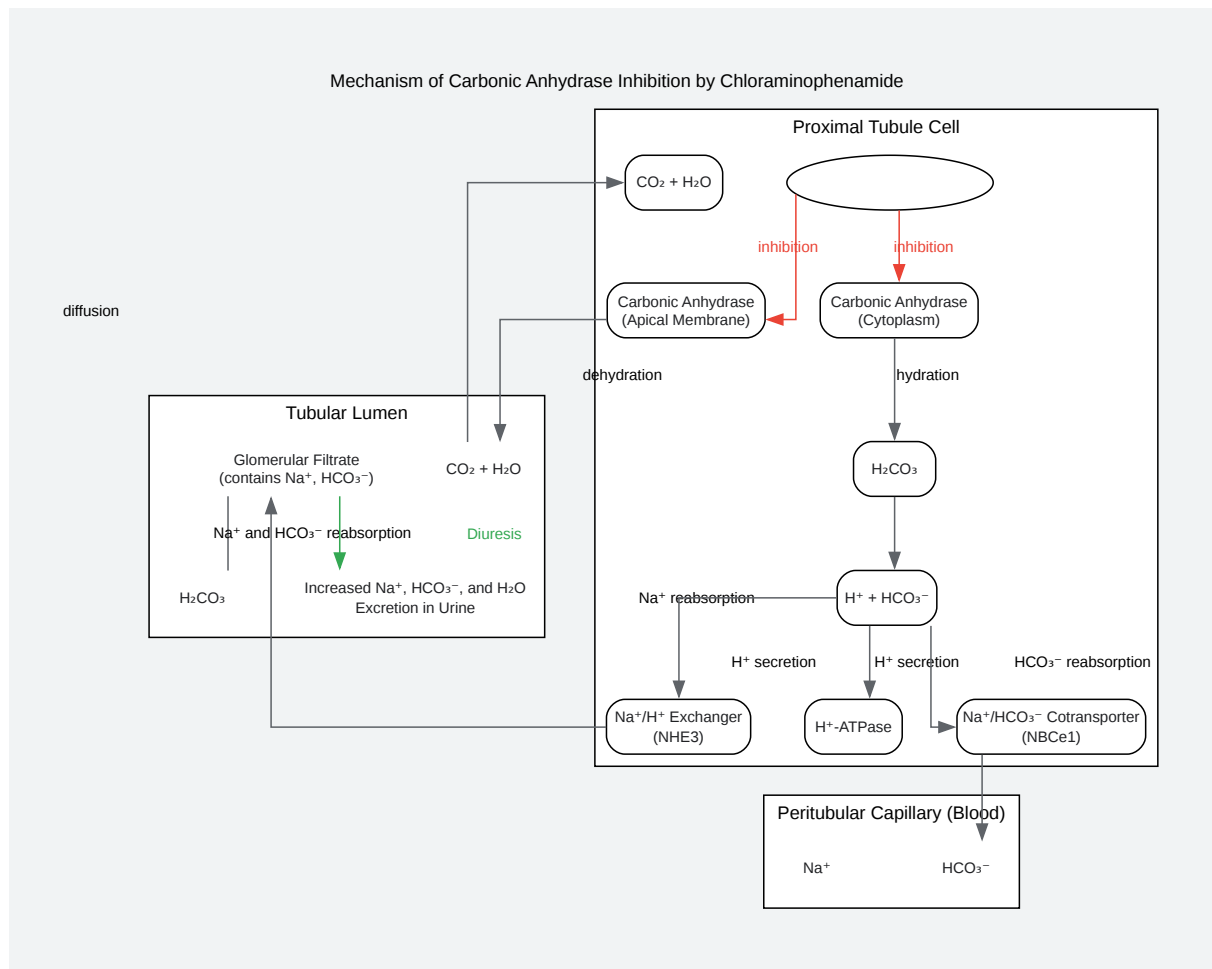 Mechanism of Carbonic Anhydrase Inhibition by Chloraminophenamide
Proximal Tubule Cell
CO₂ + H₂O
inhibition
inhibition
Carbonic Anhydrase
(Apical Membrane)
Carbonic Anhydrase
(Cytoplasm)
diffusion
dehydration
hydration
Tubular Lumen
Glomerular Filtrate
(contains Na⁺, HCO₃⁻)
CO₂ + H₂O
H₂CO₃
Na⁺ and HCO₃⁻ reabsorption
Diuresis
H₂CO₃
Increased Na⁺, HCO₃⁻, and H₂O
Excretion in Urine
Na⁺ reabsorption
H⁺ + HCO₃⁻
H⁺ secretion
H⁺ secretion
HCO₃⁻ reabsorption
Na⁺/H⁺ Exchanger
(NHE3)
H⁺-ATPase
Na⁺/HCO₃⁻ Cotransporter
(NBCe1)
Peritubular Capillary (Blood)
Na⁺
HCO₃⁻